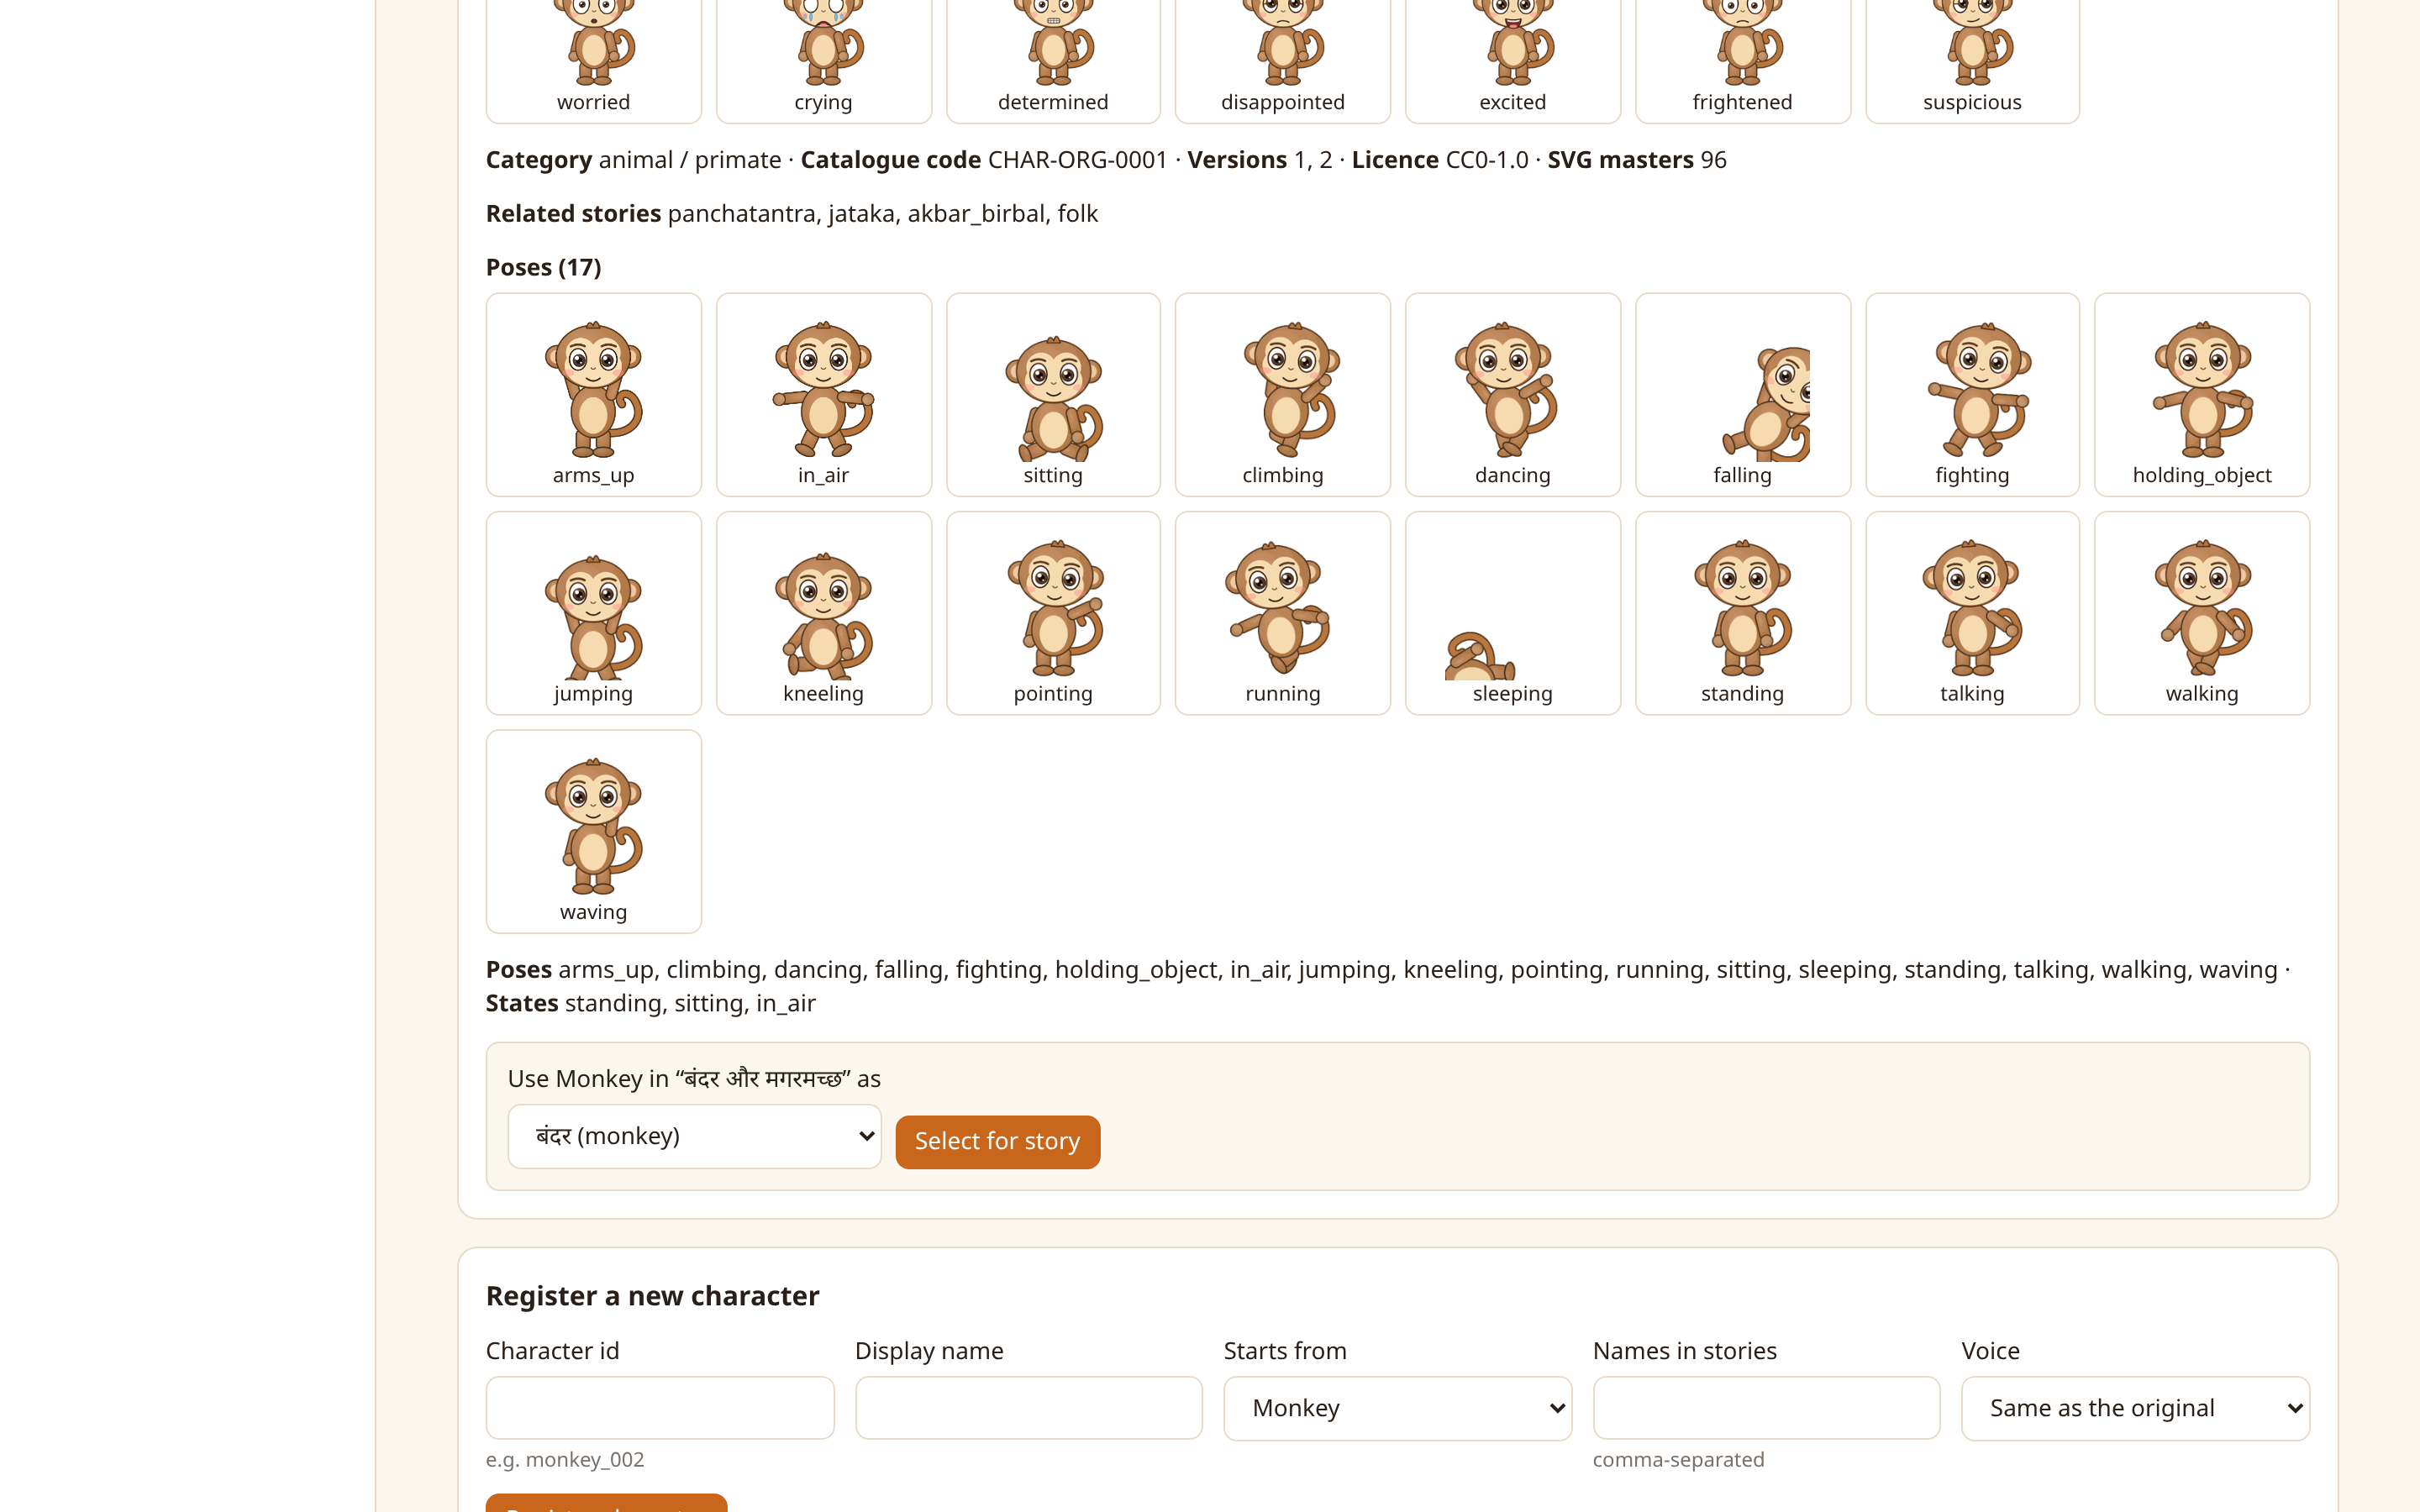 worried crying determined disappointed excited frightened suspicious
Category animal / primate · Catalogue code CHAR-ORG-0001 · Versions 1, 2 · Licence CC0-1.0 · SVG masters 96
Related stories panchatantra, jataka, akbar_birbal, folk
Poses (17)
arms_up in_air sitting climbing dancing falling fighting holding_object
jumping kneeling pointing running sleeping standing talking walking
waving
Poses arms_up, climbing, dancing, falling, fighting, holding_object, in_air, jumping, kneeling, pointing, running, sitting, sleeping, standing, talking, walking, waving ·
States standing, sitting, in_air
Use Monkey in “बंदर और मगरमच्छ” as
बंदर (monkey) Select for story
Register a new character
Character id Display name Starts from Names in stories Voice
Monkey Same as the original
e.g. monkey_002 comma-separated